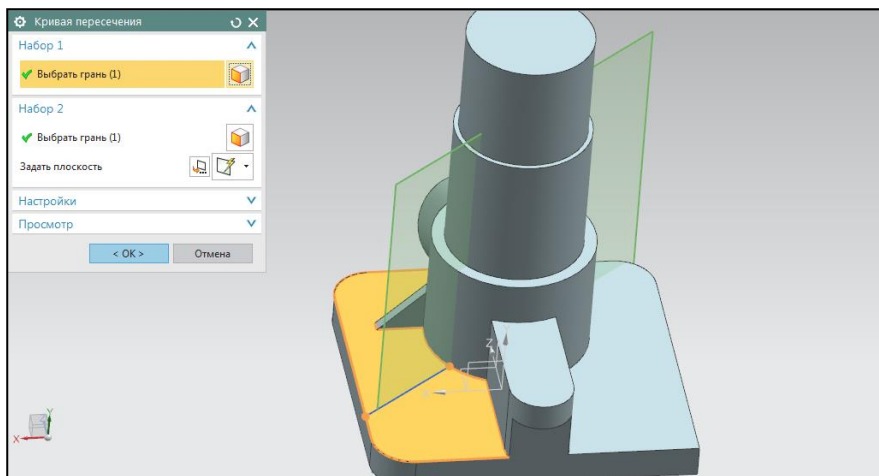 Кривая пересечения
Набор 1
Выбрать грань (1)
Набор 2
Выбрать грань (1)
Задать плоскость
Настройки
Просмотр
< OK >
Отмена
Z
X
Y
X